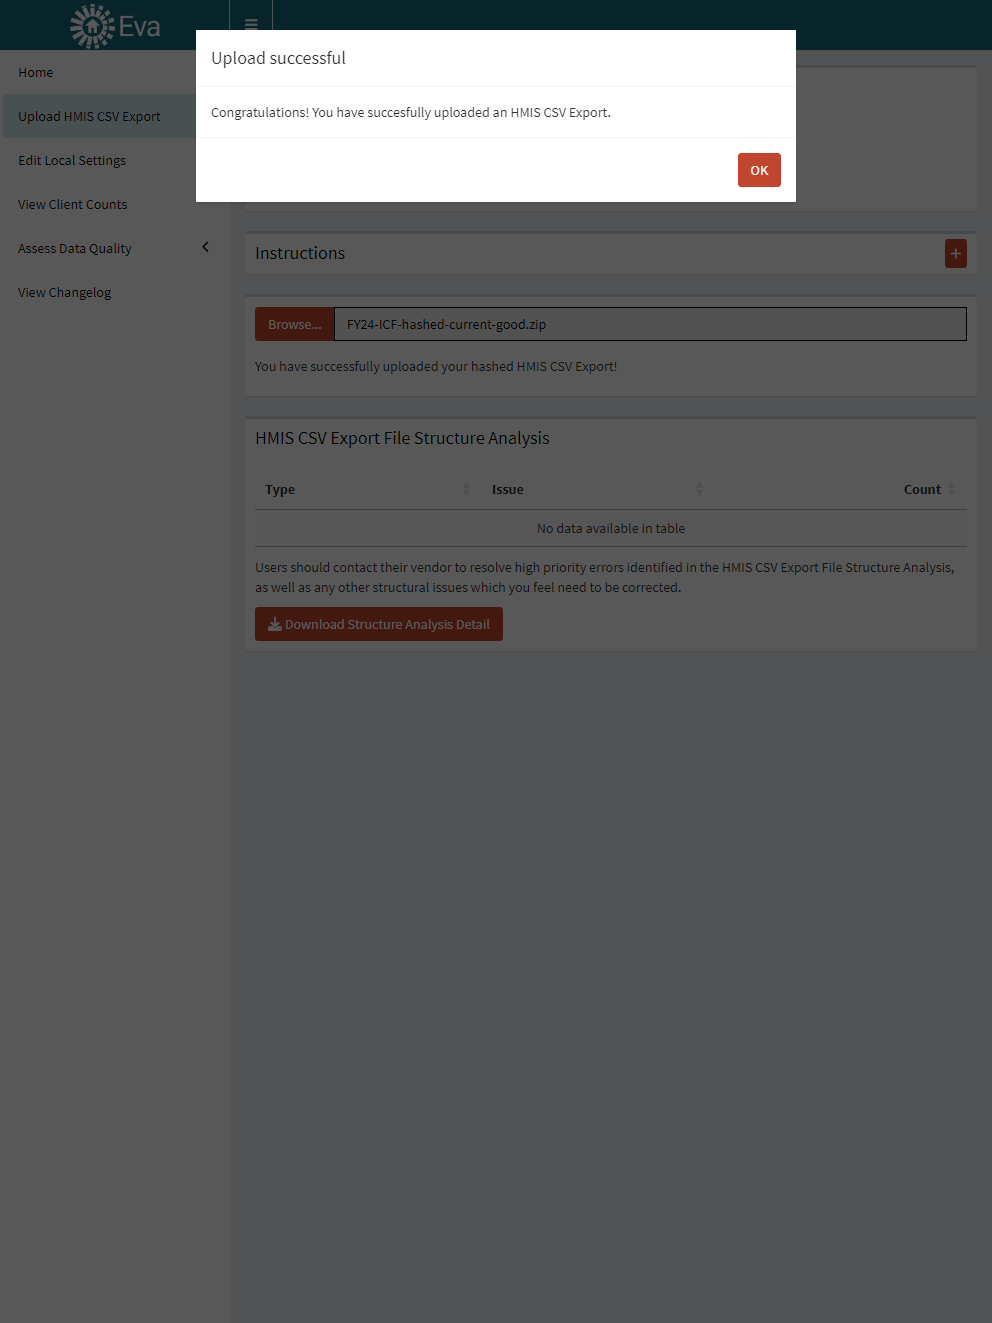 Eva
Upload successful
Congratulations! You have succesfully uploaded an HMIS CSV Export.
OK
Home
Upload HMIS CSV Export
Edit Local Settings
View Client Counts
Assess Data Quality
View Changelog
Instructions
Browse... FY24-ICF-hashed-current-good.zip
You have successfully uploaded your hashed HMIS CSV Export!
HMIS CSV Export File Structure Analysis
Type Issue Count
No data available in table
Users should contact their vendor to resolve high priority errors identified in the HMIS CSV Export File Structure Analysis,
as well as any other structural issues which you feel need to be corrected.
Download Structure Analysis Detail